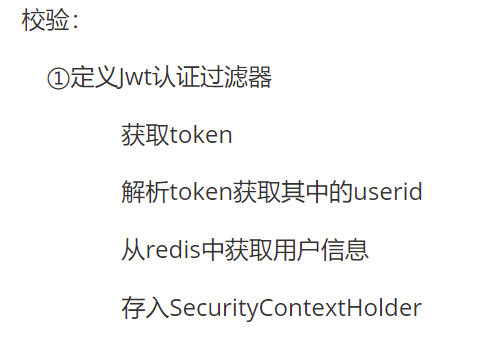 校验：
①定义Jwt认证过滤器
获取token
解析token获取其中的userid
从redis中获取用户信息
存入SecurityContextHolder